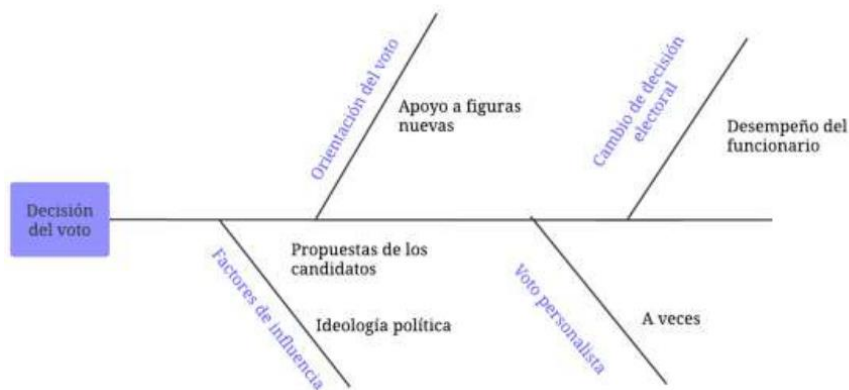 Orientación del voto
Apoyo a figuras
nuevas
Cambio de decisión
electoral
Desempeño del
funcionario
Decisión
del voto
Factores de influencia
Propuestas de los
candidatos
Ideología política
Voto personalista
A veces